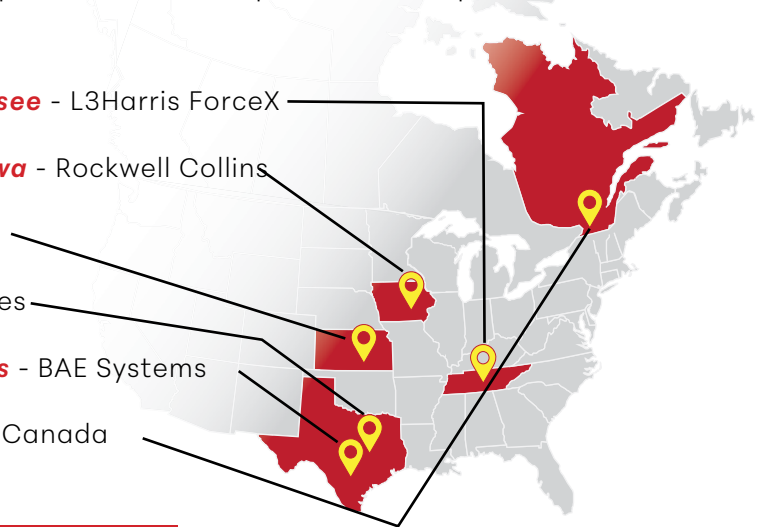 see - L3Harris ForceX
va - Rockwell Collins
es
s - BAE Systems
Canada